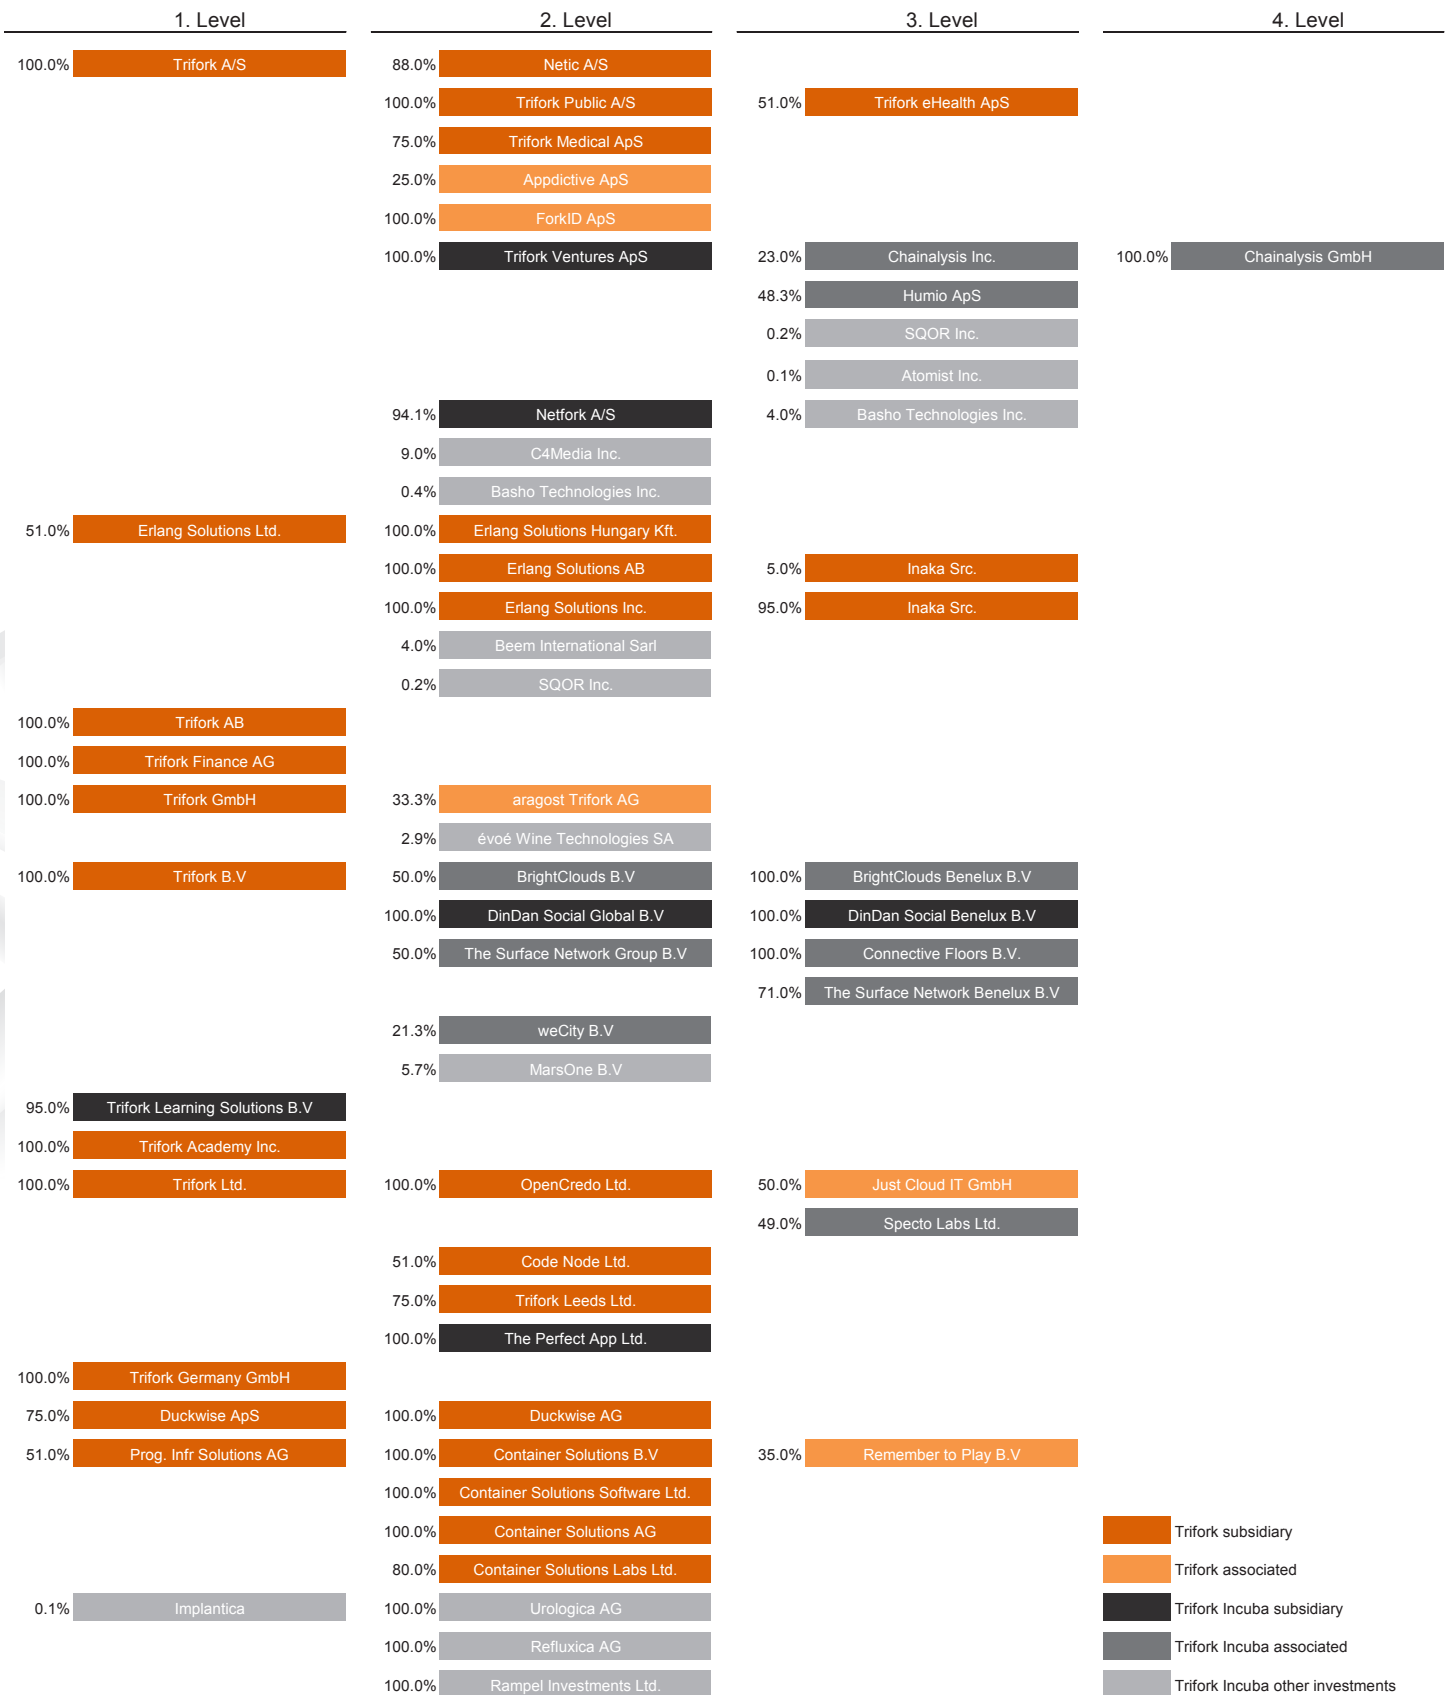 1. Level 2. Level 3. Level 4. Level
100.0% Trifork A/S 88.0% Netic A/S
100.0% Trifork Public A/S 51.0% Trifork eHealth ApS
75.0% Trifork Medical ApS
25.0% Appdictive ApS
100.0% ForkID ApS
100.0% Trifork Ventures ApS 23.0% Chainalysis Inc. 100.0% Chainalysis GmbH
48.3% Humio ApS
0.2% SQOR Inc.
0.1% Atomist Inc.
94.1% Netfork A/S 4.0% Basho Technologies Inc.
9.0% C4Media Inc.
0.4% Basho Technologies Inc.
51.0% Erlang Solutions Ltd. 100.0% Erlang Solutions Hungary Kft.
100.0% Erlang Solutions AB 5.0% Inaka Src.
100.0% Erlang Solutions Inc. 95.0% Inaka Src.
4.0% Beem International Sarl
0.2% SQOR Inc.
100.0% Trifork AB
100.0% Trifork Finance AG
100.0% Trifork GmbH 33.3% aragost Trifork AG
2.9% évoé Wine Technologies SA
100.0% Trifork B.V 50.0% BrightClouds B.V 100.0% BrightClouds Benelux B.V
100.0% DinDan Social Global B.V 100.0% DinDan Social Benelux B.V
50.0% The Surface Network Group B.V 100.0% Connective Floors B.V.
71.0% The Surface Network Benelux B.V
21.3% weCity B.V
5.7% MarsOne B.V
95.0% Trifork Learning Solutions B.V
100.0% Trifork Academy Inc.
100.0% Trifork Ltd. 100.0% OpenCredo Ltd. 50.0% Just Cloud IT GmbH
49.0% Specto Labs Ltd.
51.0% Code Node Ltd.
75.0% Trifork Leeds Ltd.
100.0% The Perfect App Ltd.
100.0% Trifork Germany GmbH
75.0% Duckwise ApS 100.0% Duckwise AG
51.0% Prog. Infr Solutions AG 100.0% Container Solutions B.V 35.0% Remember to Play B.V
100.0% Container Solutions Software Ltd.
100.0% Container Solutions AG Trifork subsidiary
80.0% Container Solutions Labs Ltd. Trifork associated
0.1% Implantica 100.0% Urologica AG Trifork Incuba subsidiary
100.0% Refluxica AG Trifork Incuba associated
100.0% Rampel Investments Ltd. Trifork Incuba other investments